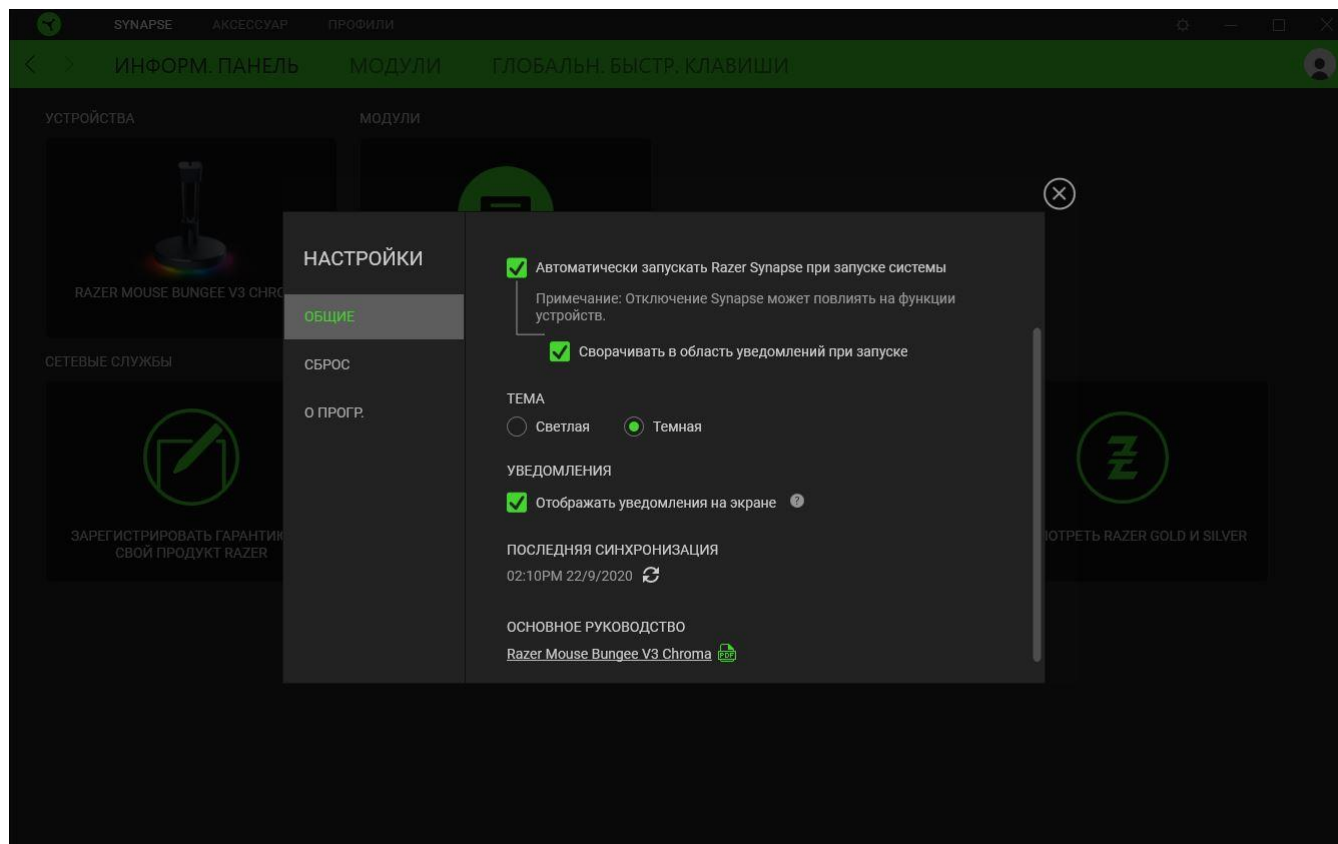 SYNAPSE
АКСЕССУАР
ПРОФИЛИ
ИНФОРМ. ПАНЕЛЬ
МОДУЛИ
ГЛОБАЛЬН. БЫСТР. КЛАВИШИ
УСТРОЙСТВА
МОДУЛИ
RAZER MOUSE BUNGEE V3 CHRO
СЕТЕВЫЕ СЛУЖБЫ
ЗАРЕГИСТРИРОВАТЬ ГАРАНТИЮ
СВОЙ ПРОДУКТ RAZER
НАСТРОЙКИ
ОБЩИЕ
СБРОС
О ПРОГР.
Автоматически запускать Razer Synapse при запуске системы
Примечание: Отключение Synapse может повлиять на функции
устройств.
Сворачивать в область уведомлений при запуске
ТЕМА
Светлая
Темная
УВЕДОМЛЕНИЯ
Отображать уведомления на экране
?
ПОСЛЕДНЯЯ СИНХРОНИЗАЦИЯ
02:10PM 22/9/2020
ОСНОВНОЕ РУКОВОДСТВО
Razer Mouse Bungee V3 Chroma
PDF
ОТРЕТЬ RAZER GOLD И SILVER